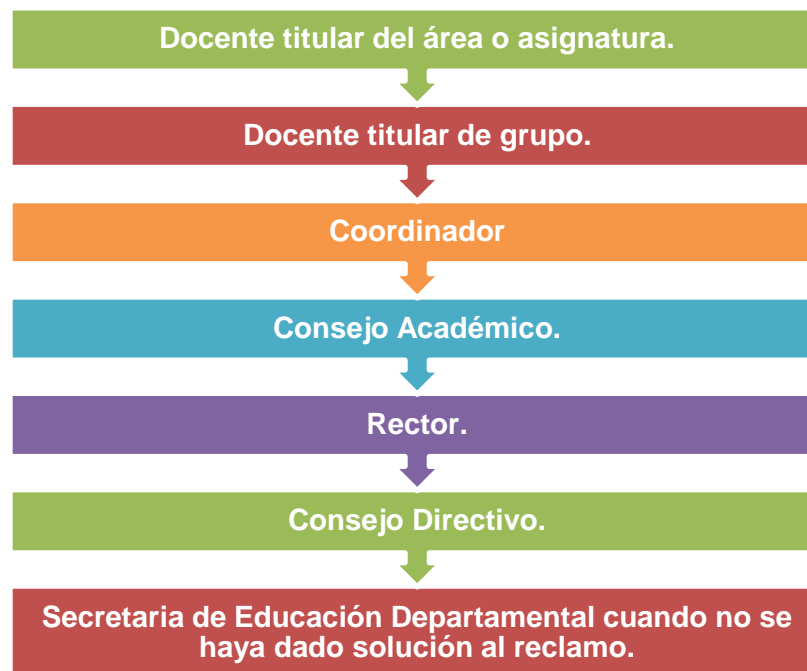 Docente titular del área o asignatura.
Docente titular de grupo.
Coordinador
Consejo Académico.
Rector.
Consejo Directivo.
Secretaria de Educación Departamental cuando no se
haya dado solución al reclamo.